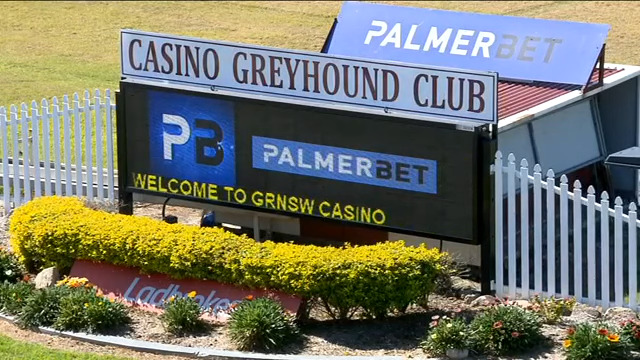 PALMERBET
CASINO GREYHOUND CLUB
PB
PALMERBET
WELCOME TO GRNSW CASINO
Ladbrokes